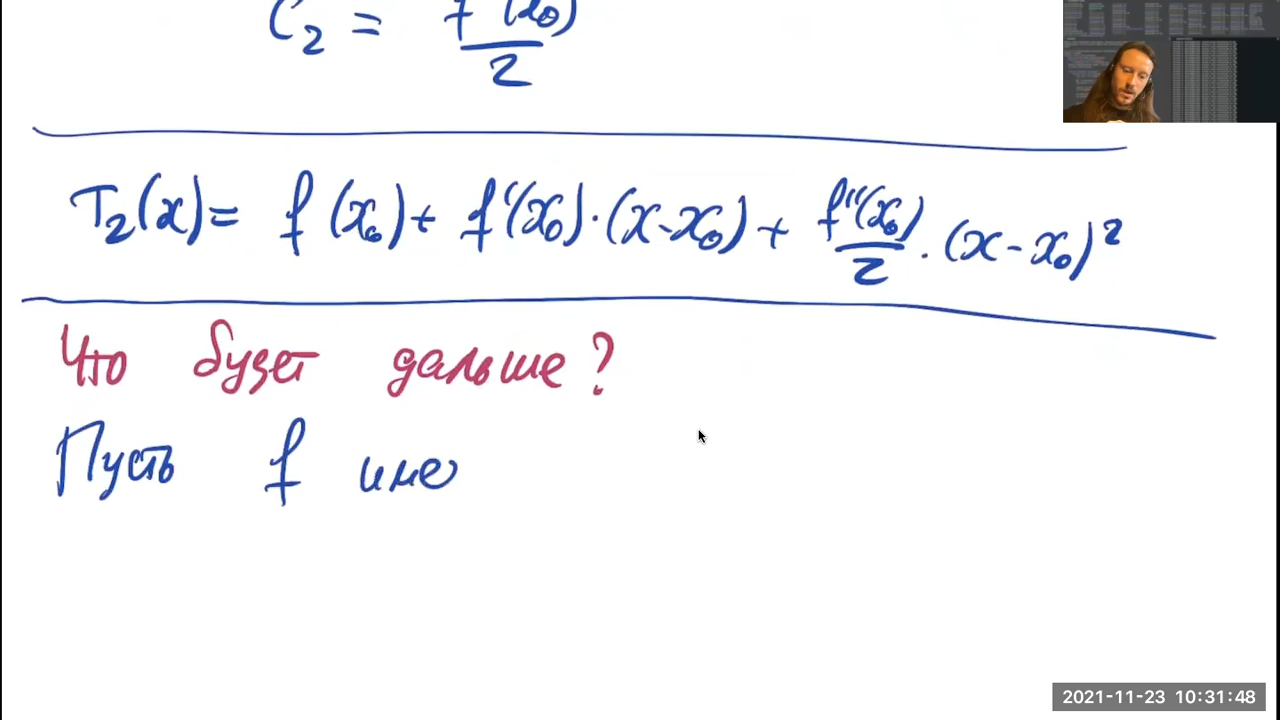 C₂ = f''(x₀)/2
T₂(x) = f(x₀) + f'(x₀)·(x-x₀) + f''(x₀)/2 · (x-x₀)²
Что будет дальше?
Пусть f име
2021-11-23 10:31:48